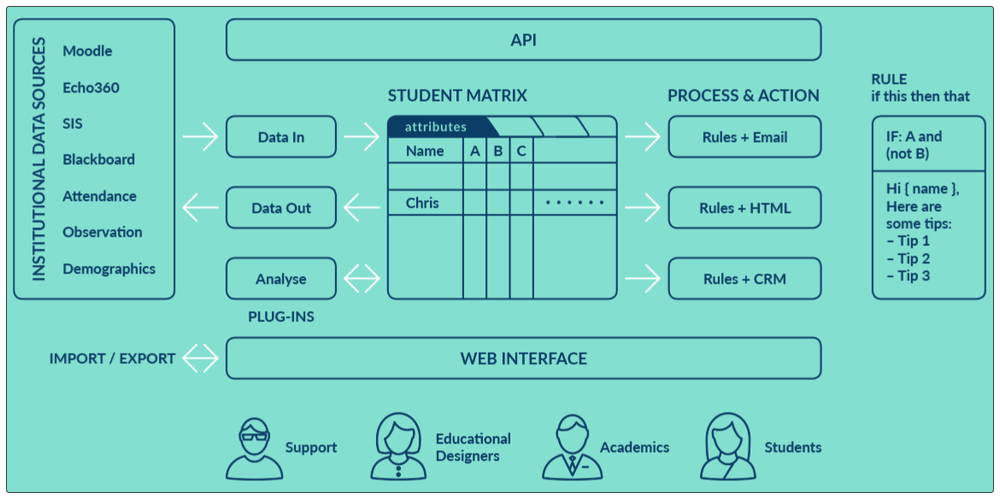 INSTITUTIONAL DATA SOURCES
Moodle
Echo360
SIS
Blackboard
Attendance
Observation
Demographics
API
Data In
Data Out
Analyse
PLUG-INS
STUDENT MATRIX
attributes
Name A B C
Chris ......
PROCESS & ACTION
Rules + Email
Rules + HTML
Rules + CRM
RULE
if this then that
IF: A and
(not B)
Hi { name },
Here are
some tips:
– Tip 1
– Tip 2
– Tip 3
IMPORT / EXPORT
WEB INTERFACE
Support
Educational
Designers
Academics
Students